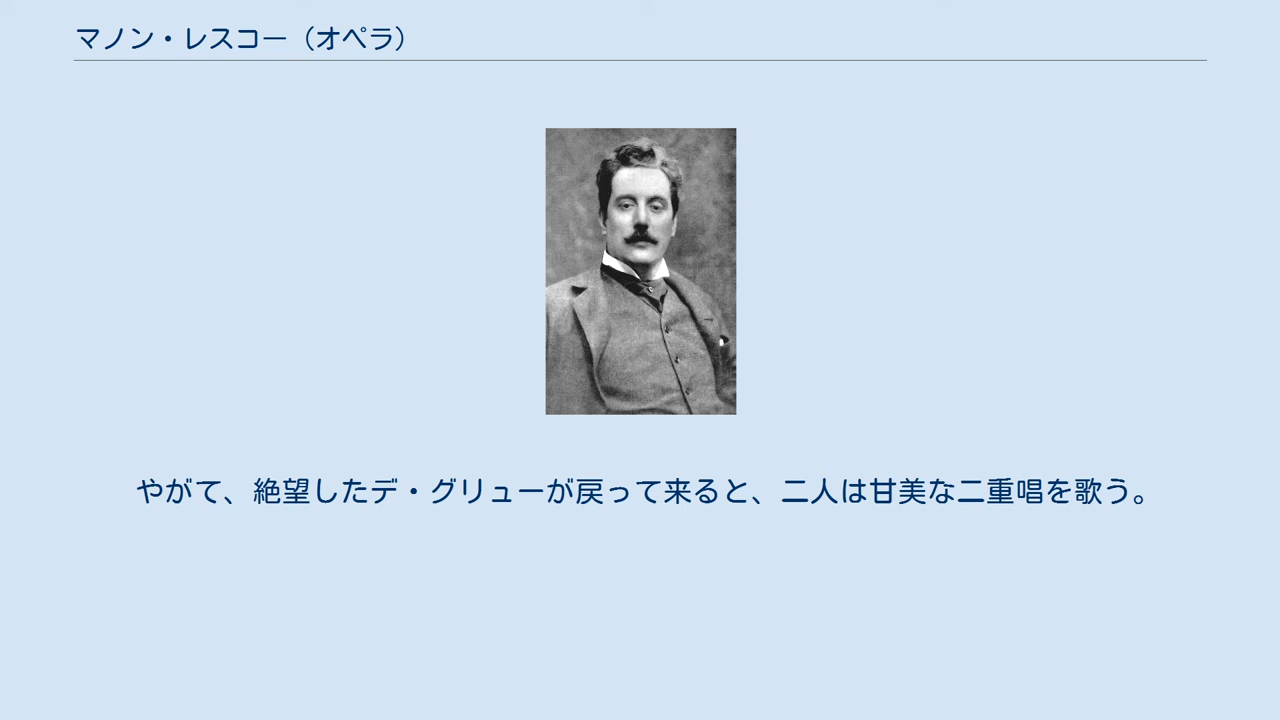 マノン・レスコー（オペラ）
やがて、絶望したデ・グリューが戻って来ると、二人は甘美な二重唱を歌う。